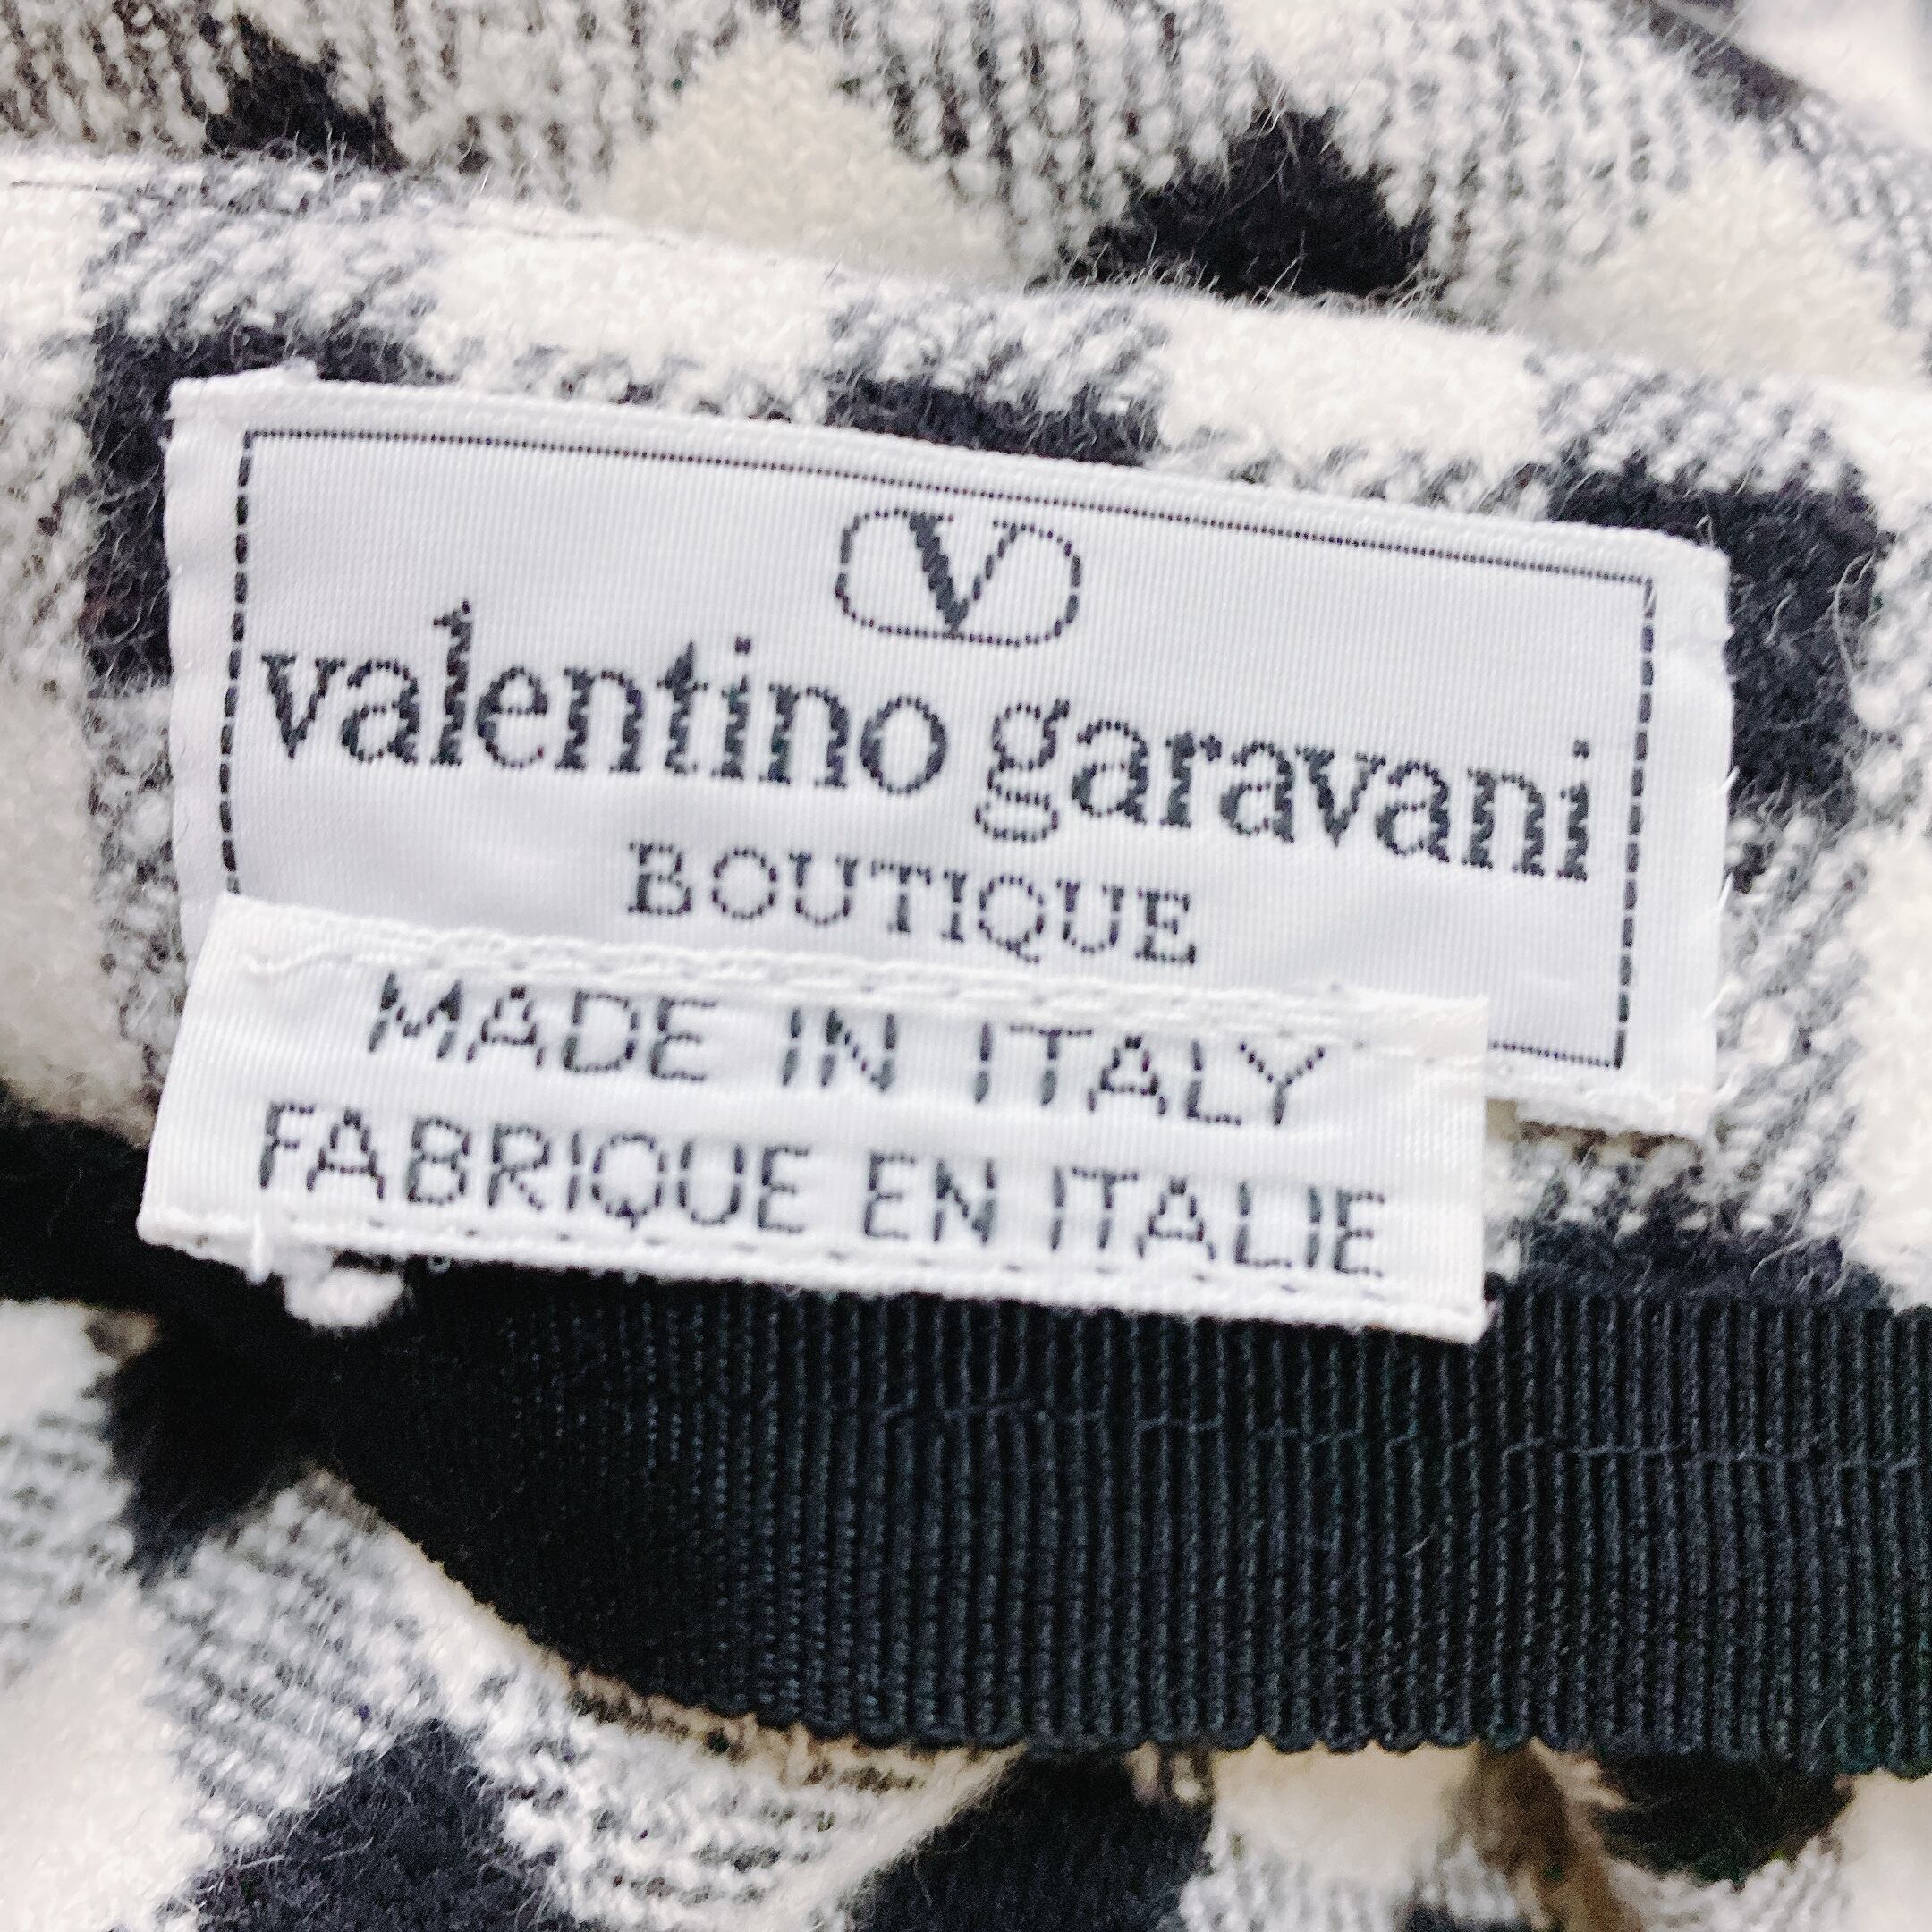 V
valentino garavani
BOUTIQUE
MADE IN ITALY
FABRIQUE EN ITALIE